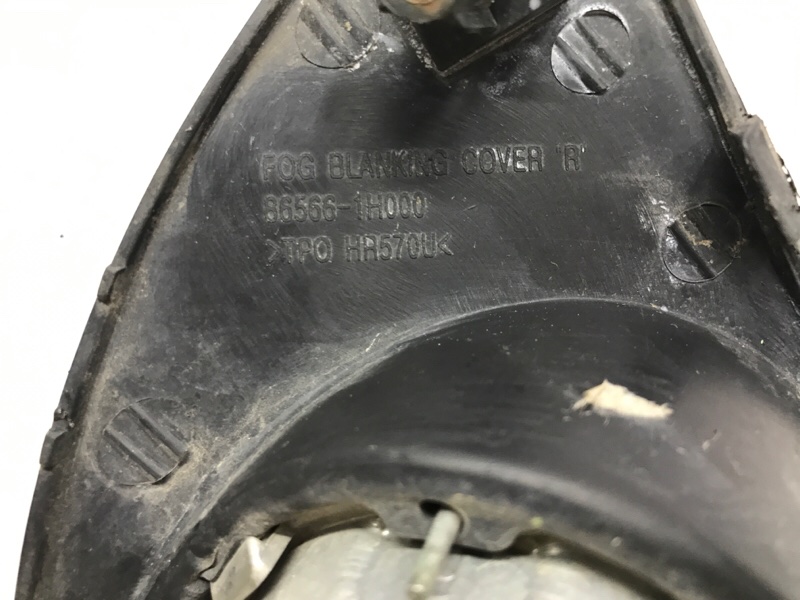 FOG BLANKING COVER 'R'
86566-1H000
>TPO HR570U<